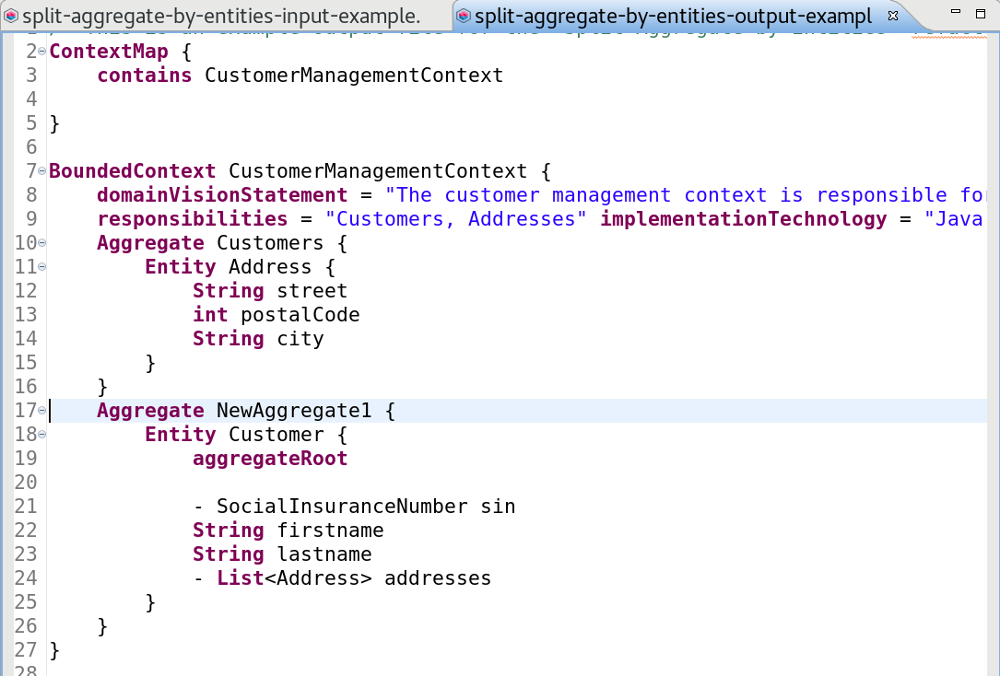 split-aggregate-by-entities-input-example.
split-aggregate-by-entities-output-exampl
2 ContextMap {
3 contains CustomerManagementContext
4
5 }
6
7 BoundedContext CustomerManagementContext {
8 domainVisionStatement = "The customer management context is responsible fo
9 responsibilities = "Customers, Addresses" implementationTechnology = "Java
10 Aggregate Customers {
11 Entity Address {
12 String street
13 int postalCode
14 String city
15 }
16 }
17 Aggregate NewAggregate1 {
18 Entity Customer {
19 aggregateRoot
20
21 - SocialInsuranceNumber sin
22 String firstname
23 String lastname
24 - List<Address> addresses
25 }
26 }
27 }
28